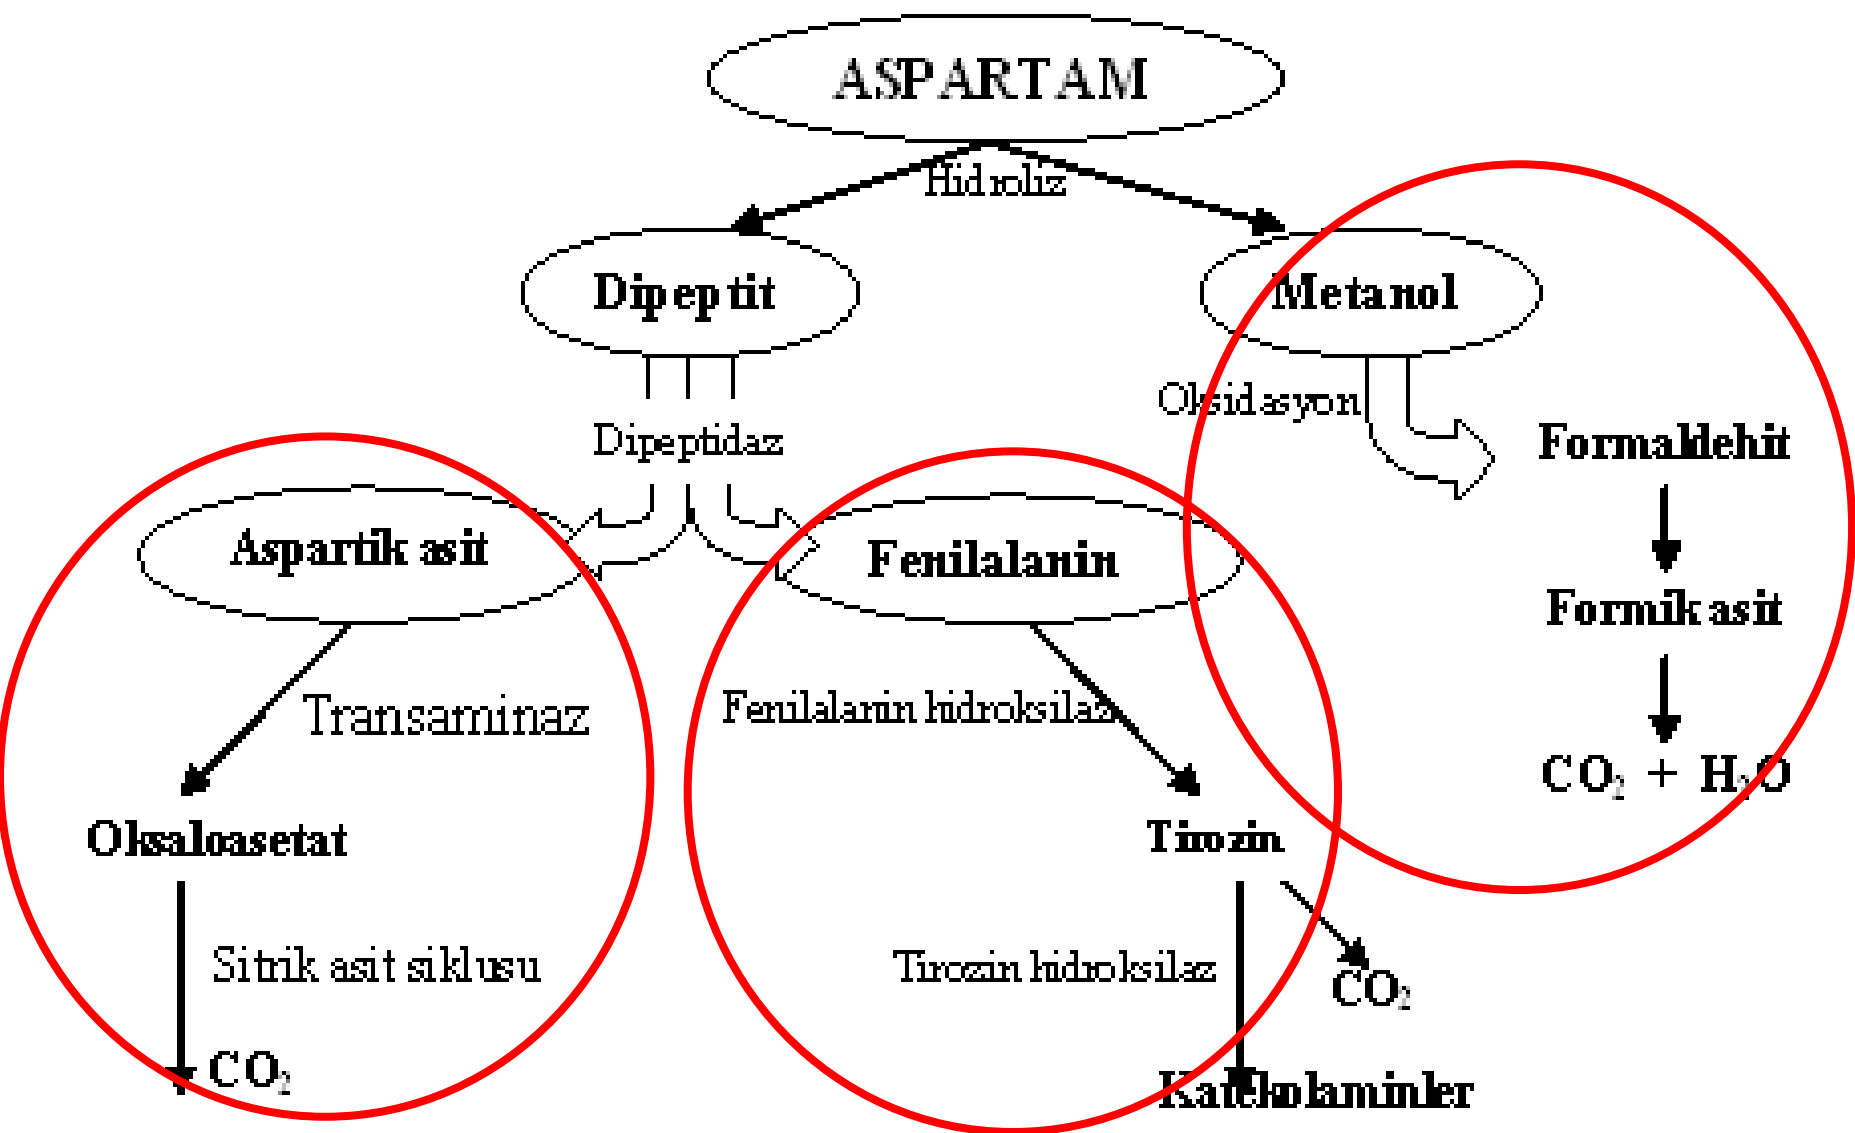 ASPARTAM
Hidroliz
Dipeptit
Metanol
Oksidasyon
Dipeptidaz
Formaldehit
Aspartik asit
Fenilalanin
Formik asit
Transaminaz
Fenilalanin hidroksilaz
CO₂ + H₂O
Oksaloasetat
Tirozin
Sitrik asit siklusu
Tirozin hidroksilaz
CO₂
CO₂
Katekolaminler